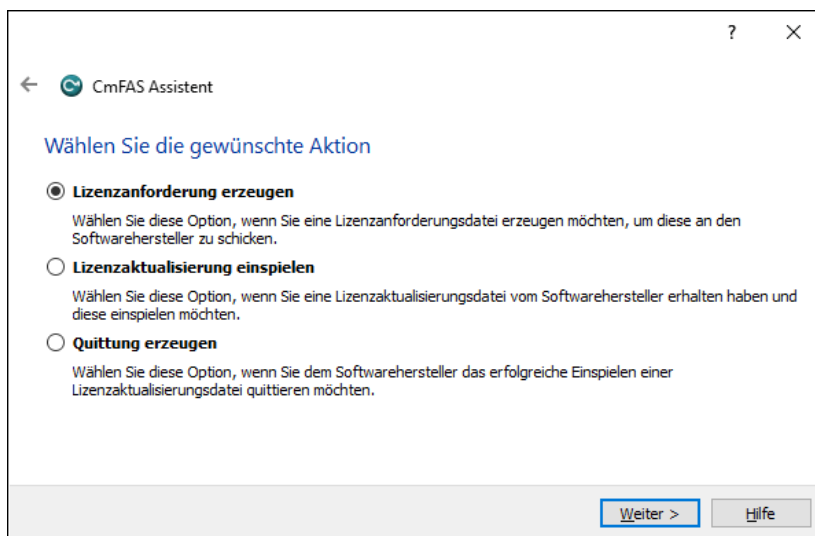 ?
CmFAS Assistent
Wählen Sie die gewünschte Aktion
Lizenzanforderung erzeugen
Wählen Sie diese Option, wenn Sie eine Lizenzanforderungsdatei erzeugen möchten, um diese an den
Softwarehersteller zu schicken.
Lizenzaktualisierung einspielen
Wählen Sie diese Option, wenn Sie eine Lizenzaktualisierungsdatei vom Softwarehersteller erhalten haben und
diese einspielen möchten.
Quittung erzeugen
Wählen Sie diese Option, wenn Sie dem Softwarehersteller das erfolgreiche Einspielen einer
Lizenzaktualisierungsdatei quittieren möchten.
Weiter > Hilfe